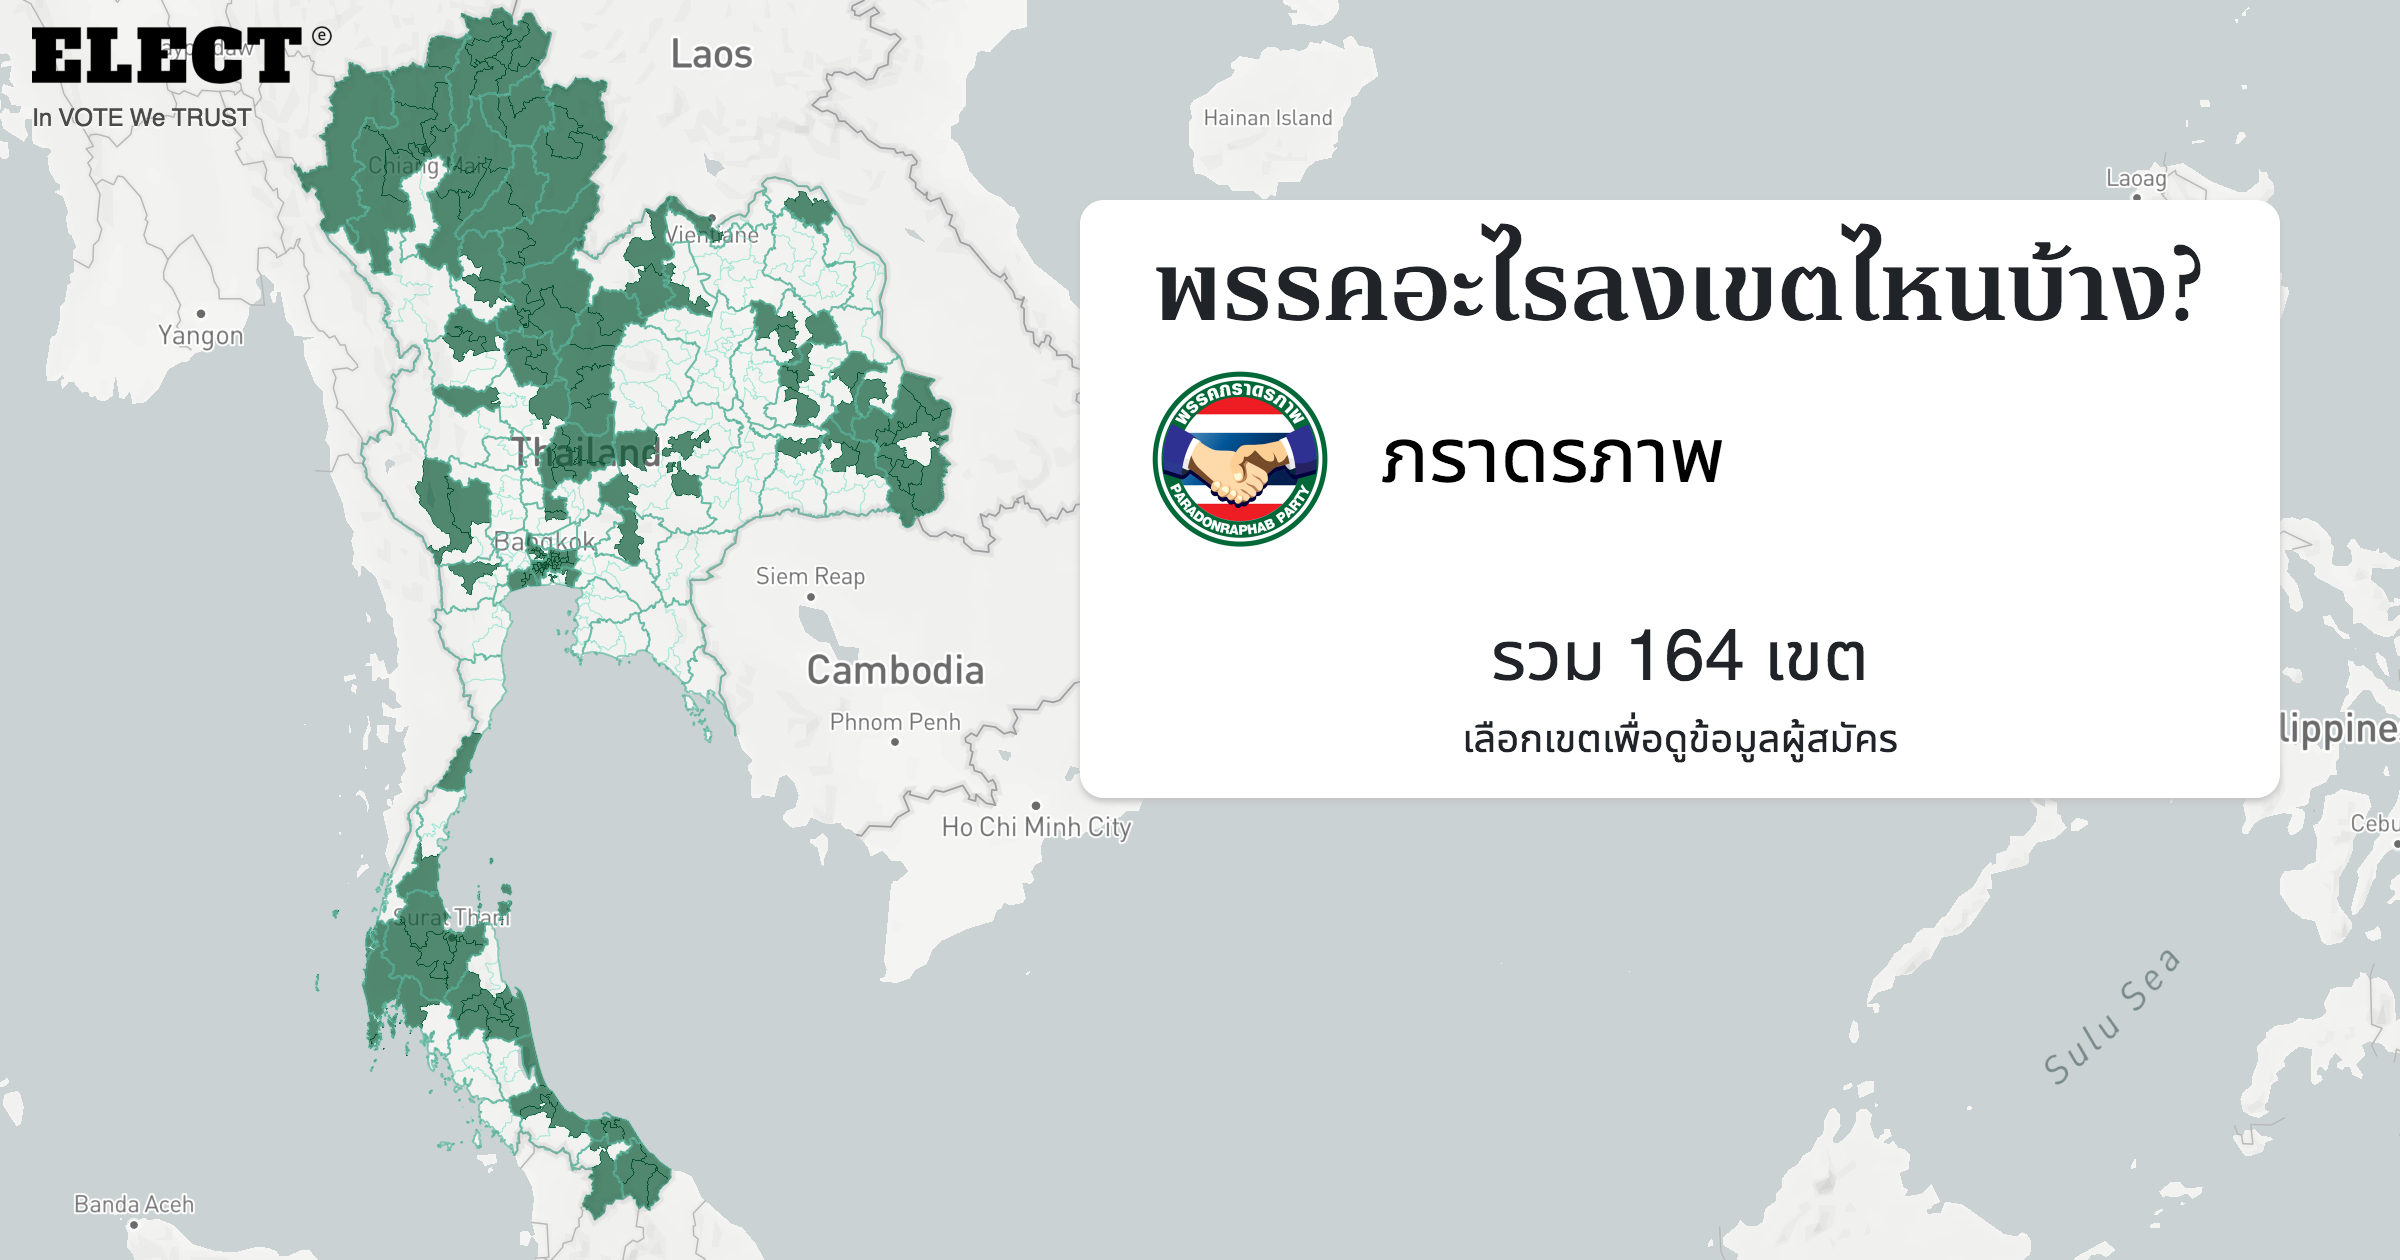 ELECT ⓔ
In VOTE We TRUST
Laos
Hainan Island
Chiang Mai
Laoag
Vientiane
Yangon
พรรคอะไรลงเขตไหนบ้าง?
พรรคภราดรภาพ
PARADONRAPHAB PARTY
ภราดรภาพ
Thailand
Bangkok
Siem Reap
Cambodia
Phnom Penh
รวม 164 เขต
เลือกเขตเพื่อดูข้อมูลผู้สมัคร
lippine
Ho Chi Minh City
Cebu
Surat Thani
Sulu Sea
Banda Aceh